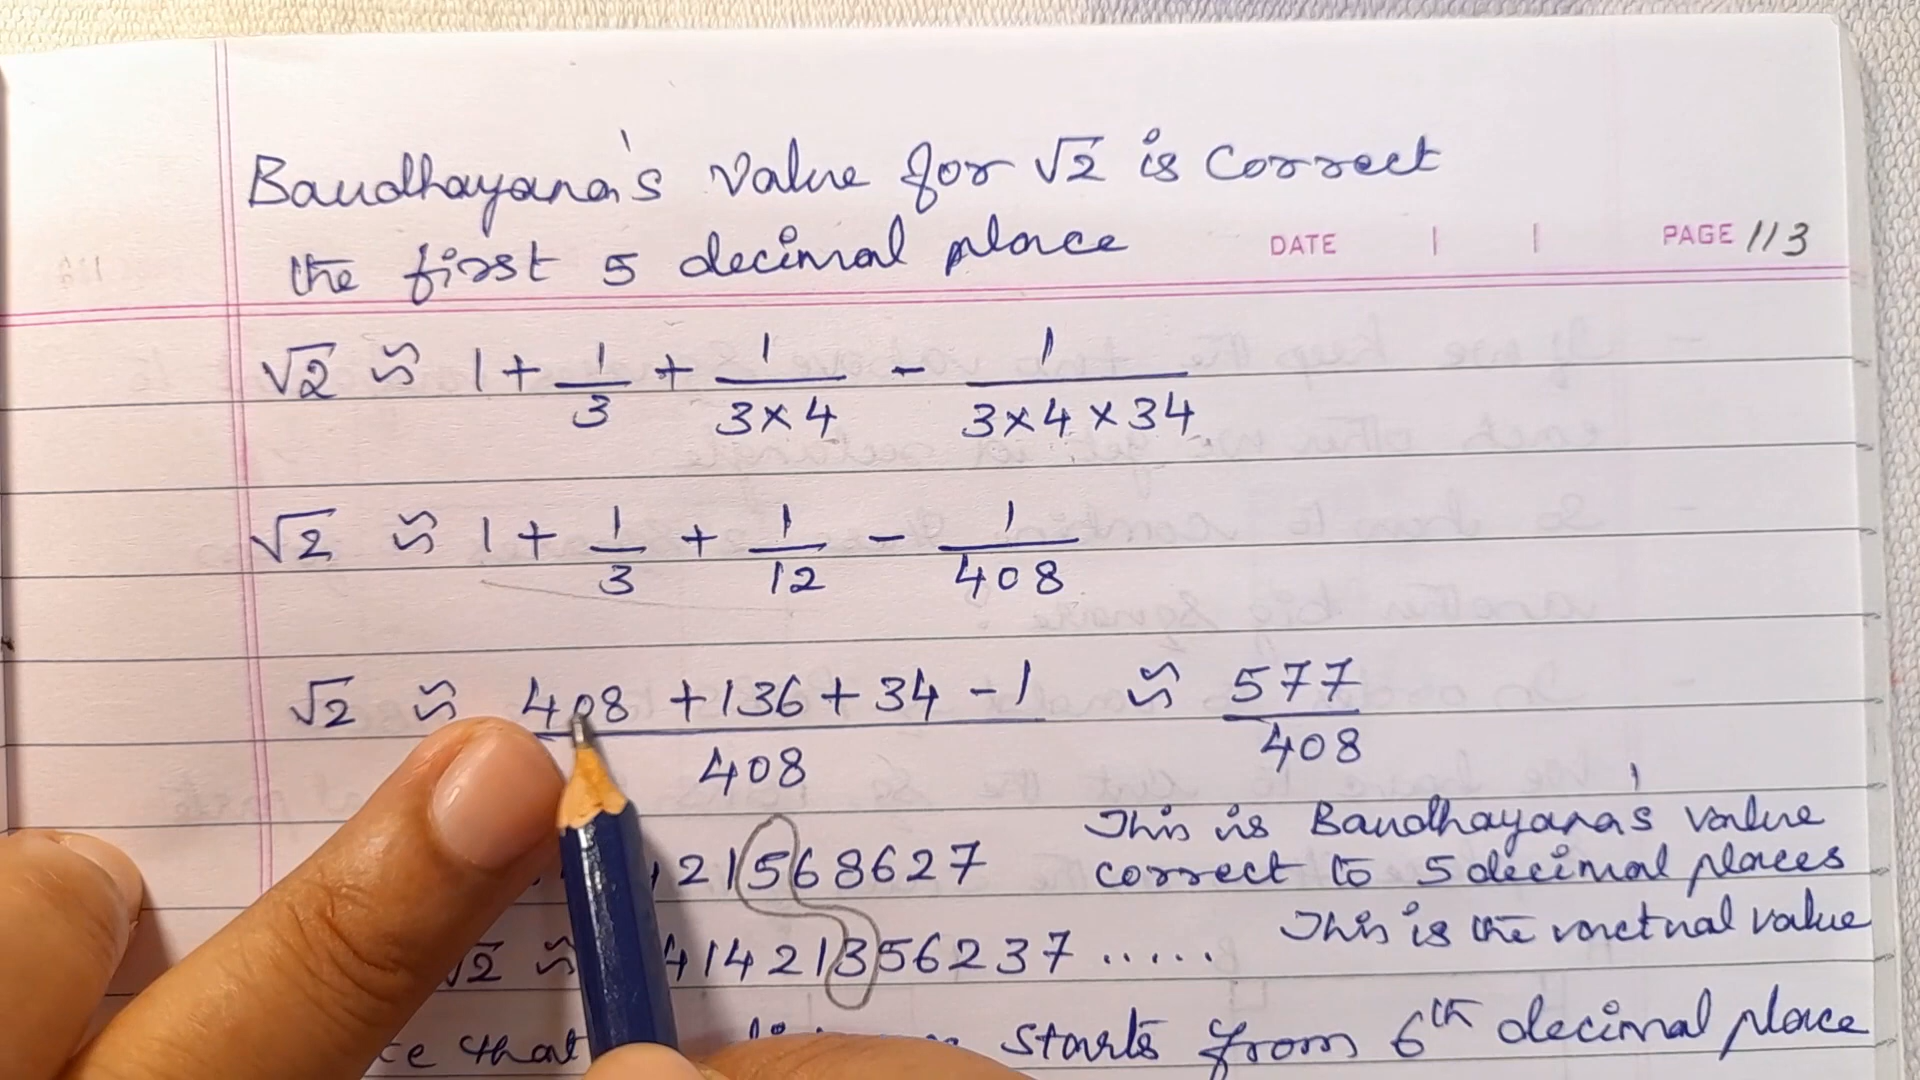 Baudhayana's value for √2 is correct
the first 5 decimal place
DATE | | PAGE 113
√2 ≈ 1 + 1/3 + 1/(3×4) - 1/(3×4×34)
√2 ≈ 1 + 1/3 + 1/12 - 1/408
√2 ≈ (408 + 136 + 34 - 1)/408 ≈ 577/408
21568627 This is Baudhayana's value
correct to 5 decimal places
√2 ≈ 41421356237...... This is the actual value
that starts from 6th decimal place